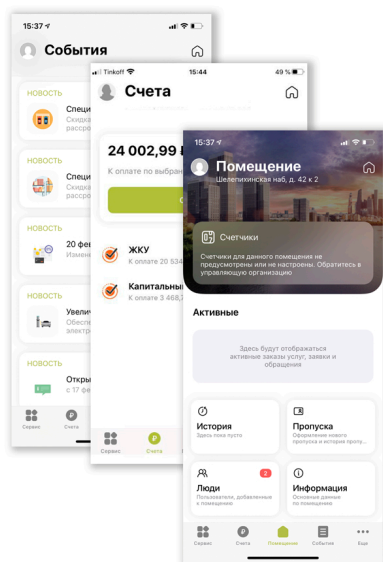 15:37
События
НОВОСТЬ
Специ
Скидка
рассро
НОВОСТЬ
Специ
Скидка
рассро
НОВОСТЬ
20 фев
Измен
НОВОСТЬ
Увелич
Обеспе
электр
НОВОСТЬ
Откры
с 17 фе
Сервис
Счета
Tinkoff
15:44
49 %
Счета
24 002,99
К оплате по выбран
ЖКУ
К оплате 20 534
Капитальны
К оплате 3 468,7
Сервис
Счета
15:37
Помещение
Шелепихинская наб, д. 42 к 2
Счетчики
Счетчики для данного помещения не
предусмотрены или не настроены. Обратитесь в
управляющую организацию
Активные
Здесь будут отображаться
активные заказы услуг, заявки и
обращения
История
Здесь пока пусто
Пропуска
Оформление нового
пропуска и история пропу...
2
Люди
Пользователи, добавленные
к помещению
Информация
Основные данные
по помещению
Сервис
Счета
Помещение
События
Еще